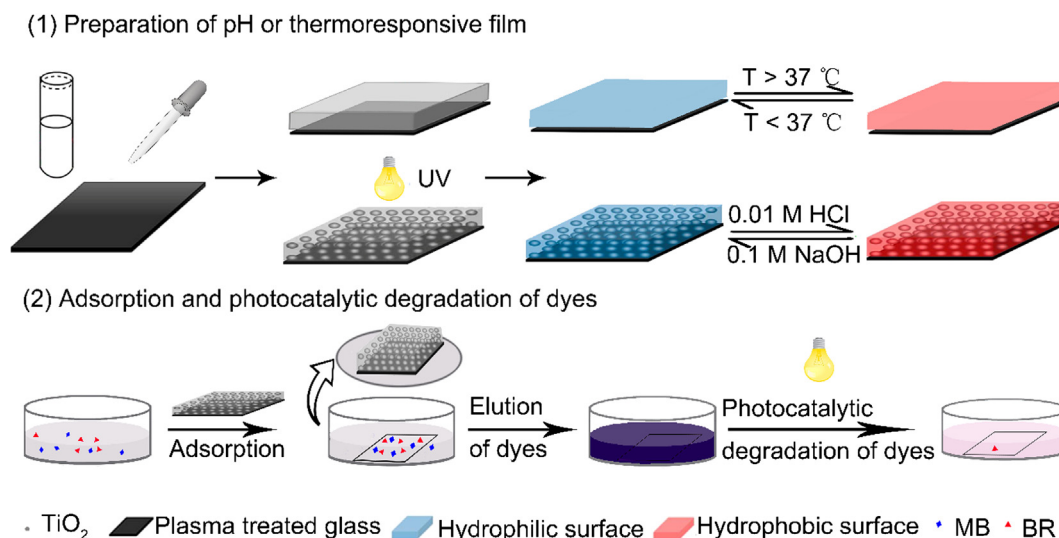 (1) Preparation of pH or thermoresponsive film
T > 37 ℃
T < 37 ℃
UV
0.01 M HCl
0.1 M NaOH
(2) Adsorption and photocatalytic degradation of dyes
Adsorption
Elution
of dyes
Photocatalytic
degradation of dyes
TiO₂ Plasma treated glass Hydrophilic surface Hydrophobic surface MB BR